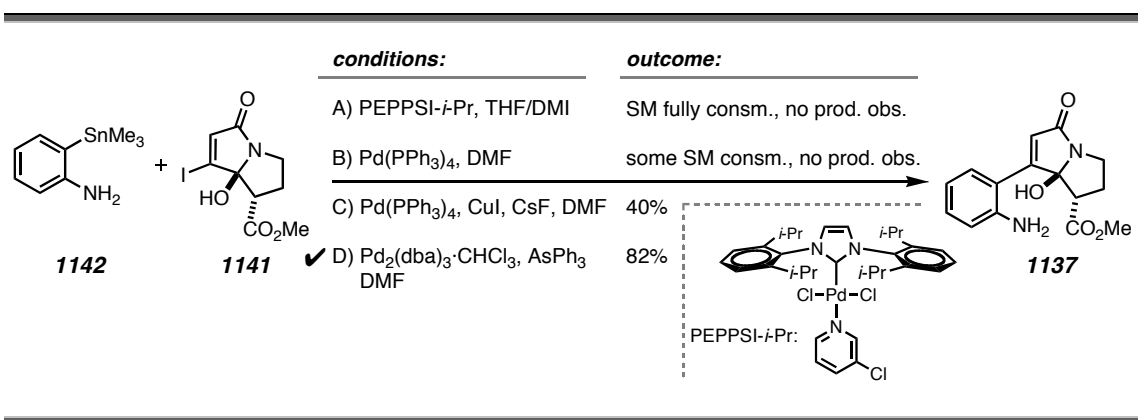 conditions: outcome:
A) PEPPSI-i-Pr, THF/DMI SM fully consm., no prod. obs.
B) Pd(PPh3)4, DMF some SM consm., no prod. obs.
C) Pd(PPh3)4, CuI, CsF, DMF 40%
✔ D) Pd2(dba)3·CHCl3, AsPh3 82%
DMF
SnMe3
NH2
1142
+
O
N
I
HO
CO2Me
1141
i-Pr i-Pr
N N
i-Pr i-Pr
Cl Pd Cl
N
PEPPSI-i-Pr:
Cl
O
N
HO
NH2 CO2Me
1137